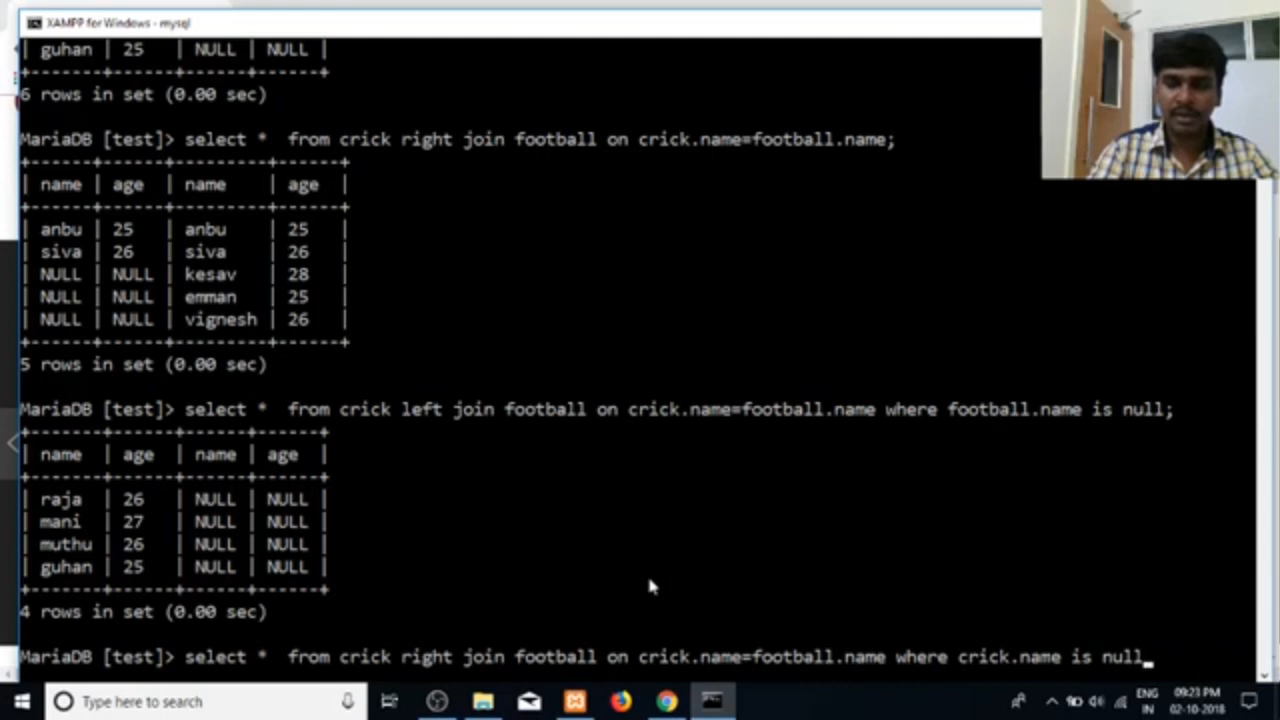 XAMPP for Windows - mysql
| guhan | 25 | NULL | NULL |
+-------+------+------+------+
6 rows in set (0.00 sec)
MariaDB [test]> select *  from crick right join football on crick.name=football.name;
+------+------+---------+------+
| name | age | name | age |
+------+------+---------+------+
| anbu | 25 | anbu | 25 |
| siva | 26 | siva | 26 |
| NULL | NULL | kesav | 28 |
| NULL | NULL | emman | 25 |
| NULL | NULL | vignesh | 26 |
+------+------+---------+------+
5 rows in set (0.00 sec)
MariaDB [test]> select *  from crick left join football on crick.name=football.name where football.name is null;
+-------+------+------+------+
| name | age | name | age |
+-------+------+------+------+
| raja | 26 | NULL | NULL |
| mani | 27 | NULL | NULL |
| muthu | 26 | NULL | NULL |
| guhan | 25 | NULL | NULL |
+-------+------+------+------+
4 rows in set (0.00 sec)
MariaDB [test]> select *  from crick right join football on crick.name=football.name where crick.name is null_
Type here to search
ENG
IN
09:23 PM
02-10-2018